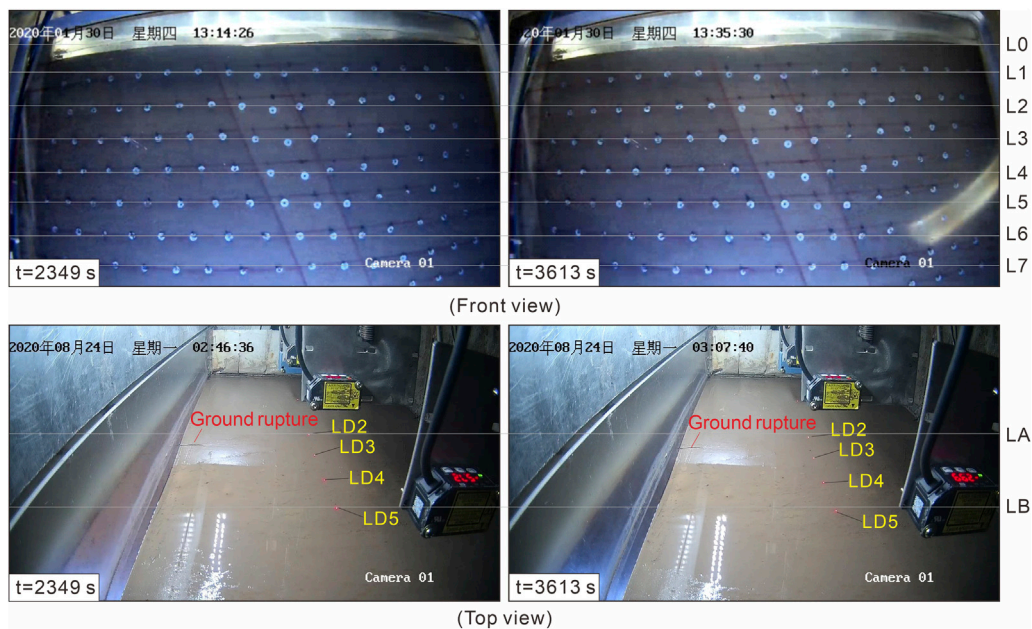 2020年01月30日 星期四 13:14:26
20年01月30日 星期四 13:35:30
L0
L1
L2
L3
L4
L5
L6
L7
Camera 01
Camera 01
t=2349 s
t=3613 s
(Front view)
2020年08月24日 星期一 02:46:36
2020年08月24日 星期一 03:07:40
Ground rupture
LD2
LD3
LD4
LD5
Ground rupture
LD2
LD3
LD4
LD5
LA
LB
Camera 01
Camera 01
t=2349 s
t=3613 s
(Top view)